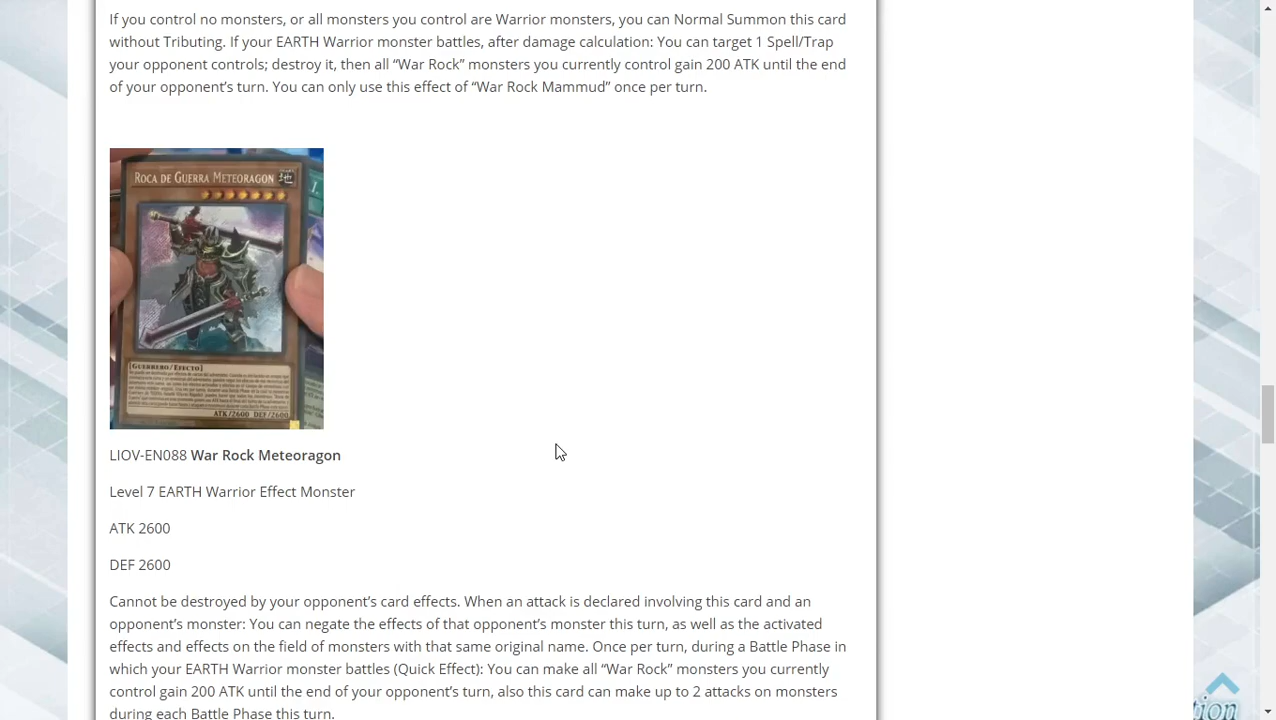 If you control no monsters, or all monsters you control are Warrior monsters, you can Normal Summon this card
without Tributing. If your EARTH Warrior monster battles, after damage calculation: You can target 1 Spell/Trap
your opponent controls; destroy it, then all “War Rock” monsters you currently control gain 200 ATK until the end
of your opponent’s turn. You can only use this effect of “War Rock Mammud” once per turn.
ROCA DE GUERRA METEORAGON 地
[GUERRERO/EFECTO]
ATK/2600 DEF/2600
LIOV-EN088 War Rock Meteoragon
Level 7 EARTH Warrior Effect Monster
ATK 2600
DEF 2600
Cannot be destroyed by your opponent’s card effects. When an attack is declared involving this card and an
opponent’s monster: You can negate the effects of that opponent’s monster this turn, as well as the activated
effects and effects on the field of monsters with that same original name. Once per turn, during a Battle Phase in
which your EARTH Warrior monster battles (Quick Effect): You can make all “War Rock” monsters you currently
control gain 200 ATK until the end of your opponent’s turn, also this card can make up to 2 attacks on monsters
during each Battle Phase this turn.